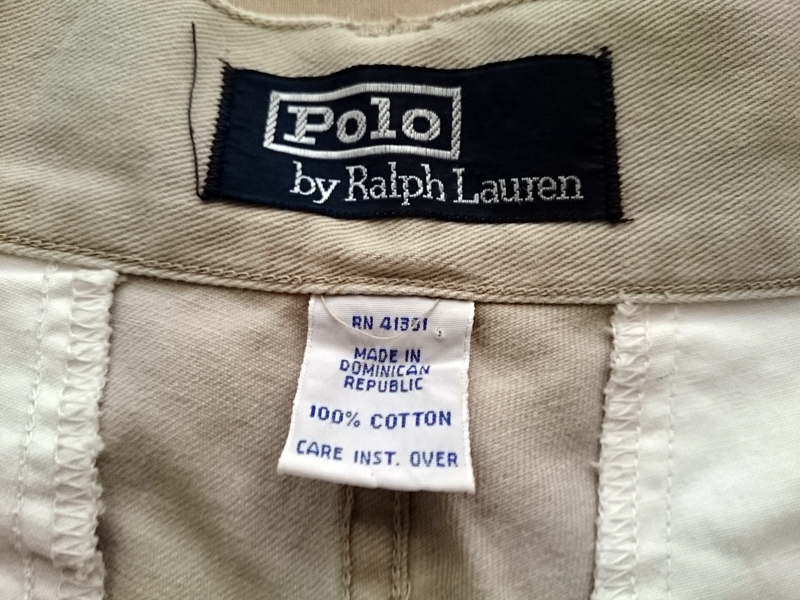 Polo
by Ralph Lauren
RN 41381
MADE IN
DOMINICAN
REPUBLIC
100% COTTON
CARE INST. OVER